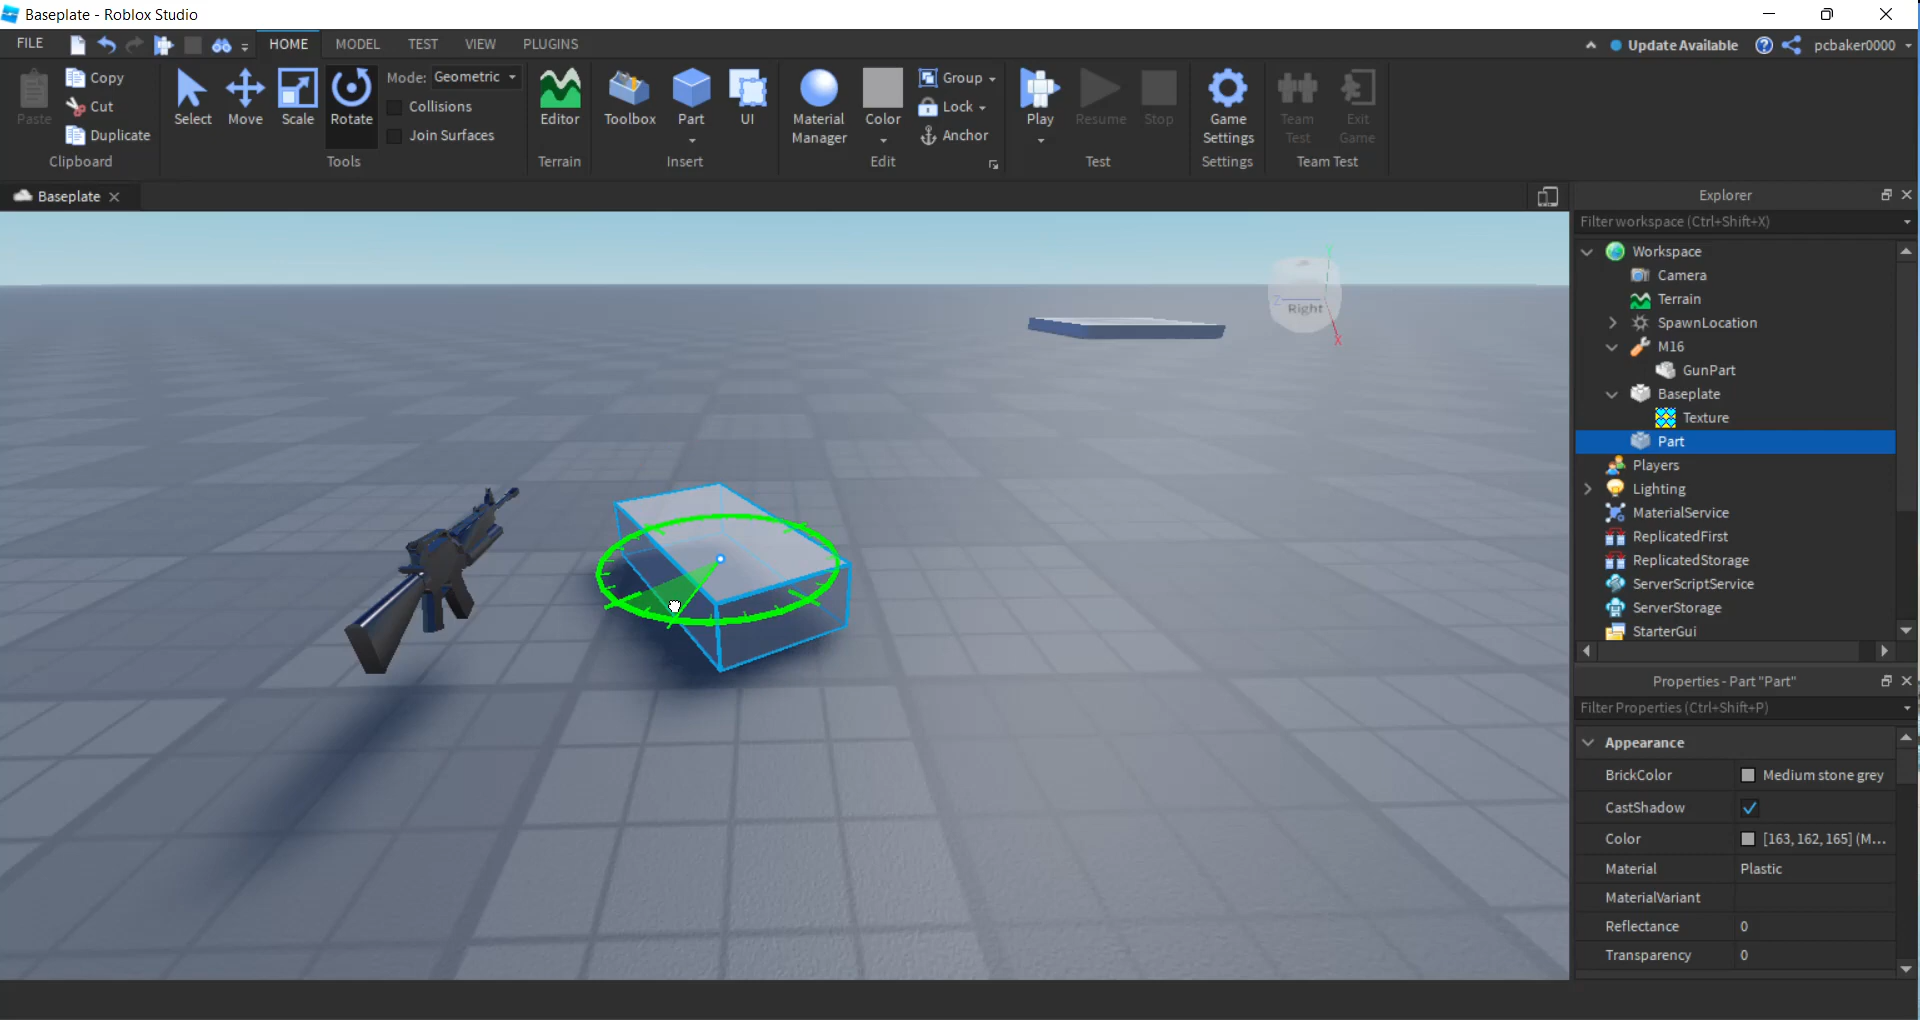 Baseplate - Roblox Studio
FILE HOME MODEL TEST VIEW PLUGINS Update Available pcbaker0000
Paste Copy Cut Duplicate Clipboard
Select Move Scale Rotate Mode: Geometric Collisions Join Surfaces Tools
Editor Terrain
Toolbox Part UI Insert
Material Manager Color Group Lock Anchor Edit
Play Resume Stop Test
Game Settings Settings
Team Test Exit Game Team Test
Baseplate
Right
Y
Z
X
Explorer
Filter workspace (Ctrl+Shift+X)
Workspace
Camera
Terrain
SpawnLocation
M16
GunPart
Baseplate
Texture
Part
Players
Lighting
MaterialService
ReplicatedFirst
ReplicatedStorage
ServerScriptService
ServerStorage
StarterGui
Properties - Part "Part"
Filter Properties (Ctrl+Shift+P)
Appearance
BrickColor Medium stone grey
CastShadow
Color [163, 162, 165] (M...
Material Plastic
MaterialVariant
Reflectance 0
Transparency 0